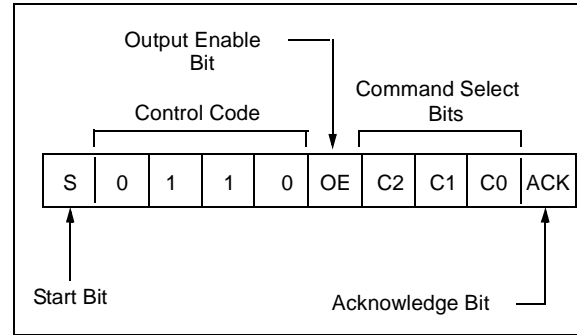 Output Enable
Bit
Command Select
Bits
Control Code
S 0 1 1 0 OE C2 C1 C0 ACK
Start Bit
Acknowledge Bit